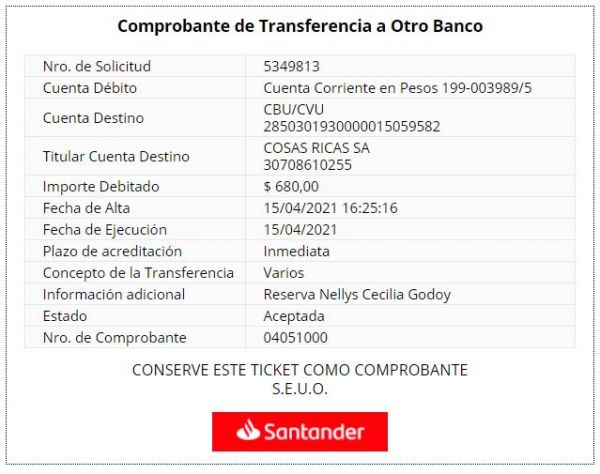 Comprobante de Transferencia a Otro Banco
Nro. de Solicitud 5349813
Cuenta Débito Cuenta Corriente en Pesos 199-003989/5
Cuenta Destino CBU/CVU
2850301930000015059582
Titular Cuenta Destino COSAS RICAS SA
30708610255
Importe Debitado $ 680,00
Fecha de Alta 15/04/2021 16:25:16
Fecha de Ejecución 15/04/2021
Plazo de acreditación Inmediata
Concepto de la Transferencia Varios
Información adicional Reserva Nellys Cecilia Godoy
Estado Aceptada
Nro. de Comprobante 04051000
CONSERVE ESTE TICKET COMO COMPROBANTE
S.E.U.O.
Santander